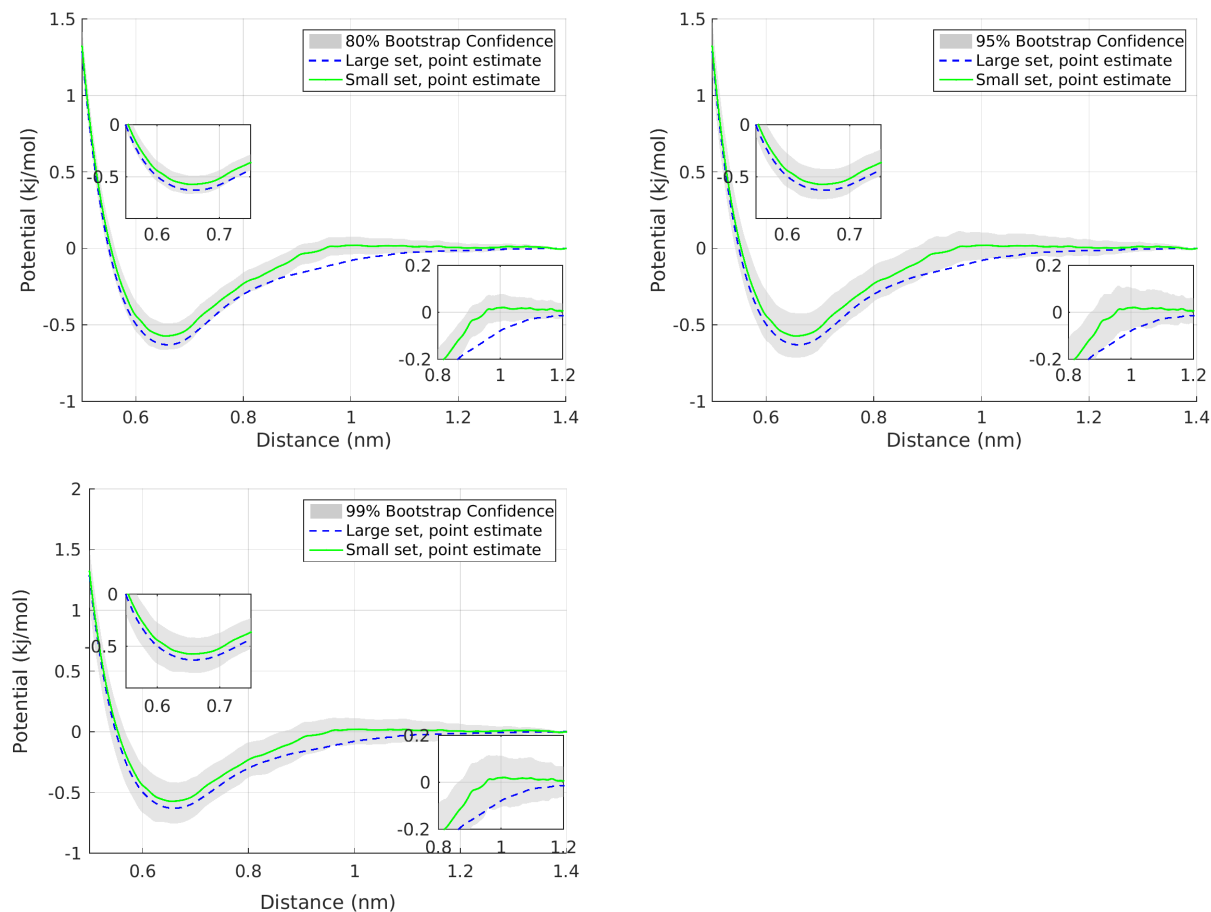 1.5
1
0.5
0
-0.5
-1
Potential (kj/mol)
80% Bootstrap Confidence
Large set, point estimate
Small set, point estimate
0
-0.5
0.6 0.7
0.2
0
-0.2
0.8 1 1.2
0.6 0.8 1 1.2 1.4
Distance (nm)
1.5
1
0.5
0
-0.5
-1
Potential (kj/mol)
95% Bootstrap Confidence
Large set, point estimate
Small set, point estimate
0
-0.5
0.6 0.7
0.2
0
-0.2
0.8 1 1.2
0.6 0.8 1 1.2 1.4
Distance (nm)
2
1.5
1
0.5
0
-0.5
-1
Potential (kj/mol)
99% Bootstrap Confidence
Large set, point estimate
Small set, point estimate
0
-0.5
0.6 0.7
0.2
0
-0.2
0.8 1 1.2
0.6 0.8 1 1.2 1.4
Distance (nm)